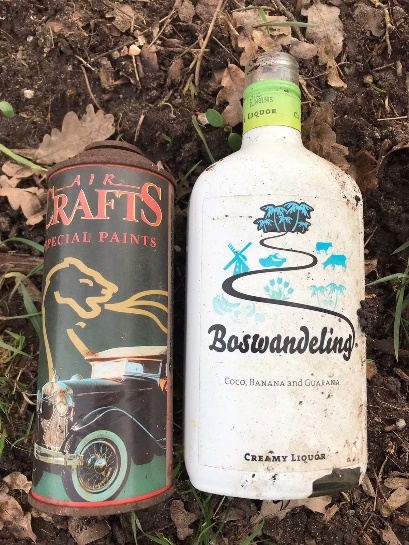 AIR
CRAFTS
SPECIAL PAINTS
LIQUOR
Boswandeling
Coco, Banana and Guarana
Creamy Liquor